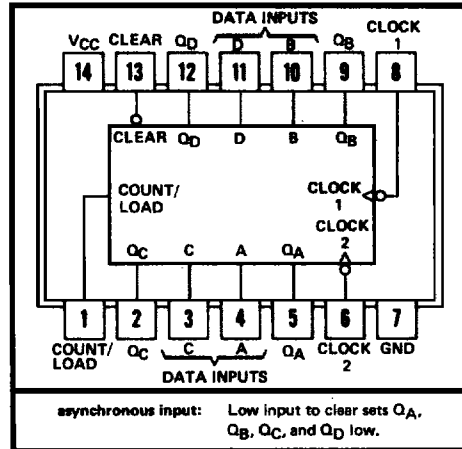 DATA INPUTS
VCC CLEAR QD D B QB CLOCK 1
14 13 12 11 10 9 8
CLEAR QD D B QB
COUNT/
LOAD
CLOCK
1
CLOCK
2
QC C A QA
1 2 3 4 5 6 7
COUNT/
LOAD
QC C A QA CLOCK
2
GND
DATA INPUTS
asynchronous input: Low input to clear sets QA,
QB, QC, and QD low.